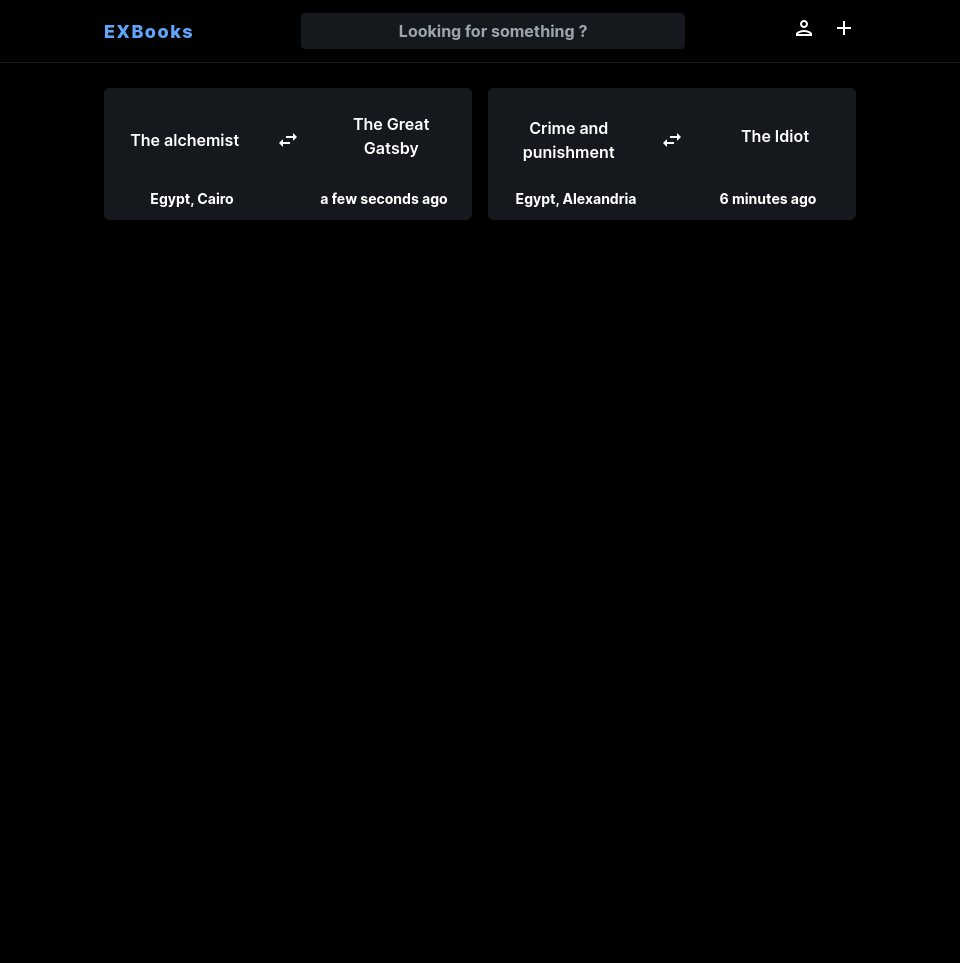 EXBooks
Looking for something ?
The alchemist
The Great
Gatsby
Egypt, Cairo
a few seconds ago
Crime and
punishment
The Idiot
Egypt, Alexandria
6 minutes ago